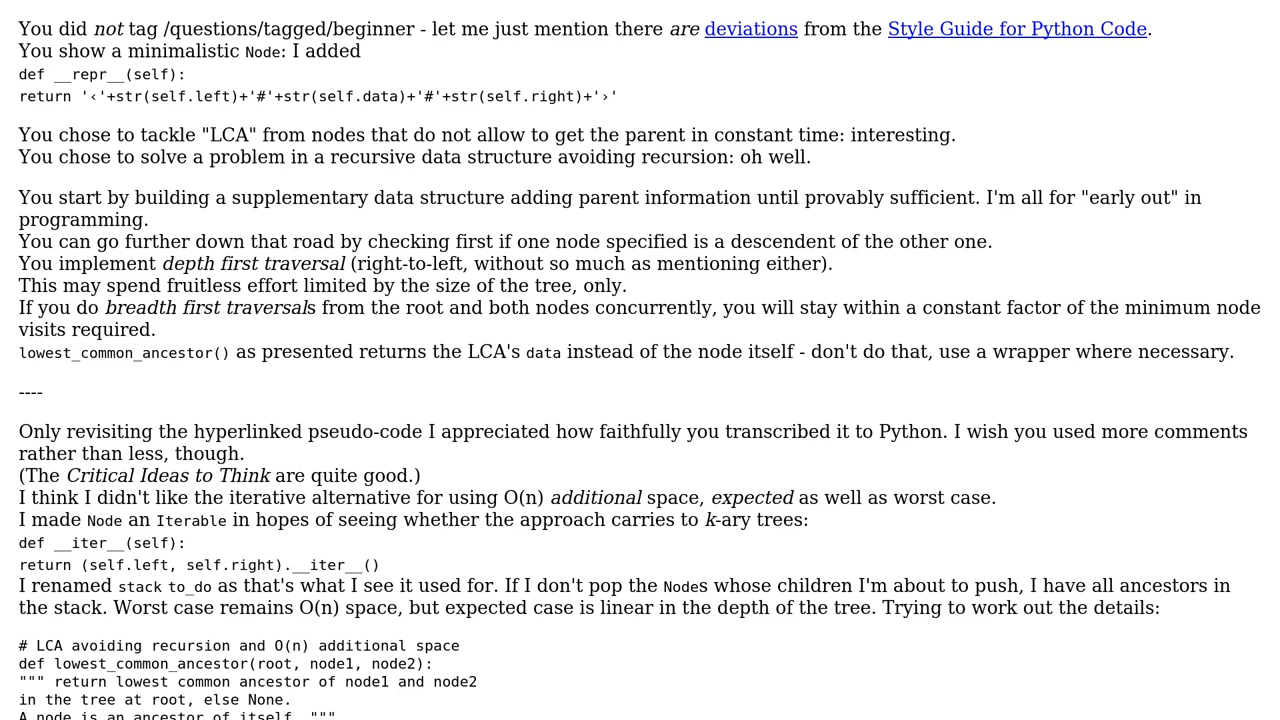 You did not tag /questions/tagged/beginner - let me just mention there are deviations from the Style Guide for Python Code.
You show a minimalistic Node: I added
def __repr__(self):
return '‹'+str(self.left)+'#'+str(self.data)+'#'+str(self.right)+'›'
You chose to tackle "LCA" from nodes that do not allow to get the parent in constant time: interesting.
You chose to solve a problem in a recursive data structure avoiding recursion: oh well.
You start by building a supplementary data structure adding parent information until provably sufficient. I'm all for "early out" in
programming.
You can go further down that road by checking first if one node specified is a descendent of the other one.
You implement depth first traversal (right-to-left, without so much as mentioning either).
This may spend fruitless effort limited by the size of the tree, only.
If you do breadth first traversals from the root and both nodes concurrently, you will stay within a constant factor of the minimum node
visits required.
lowest_common_ancestor() as presented returns the LCA's data instead of the node itself - don't do that, use a wrapper where necessary.
----
Only revisiting the hyperlinked pseudo-code I appreciated how faithfully you transcribed it to Python. I wish you used more comments
rather than less, though.
(The Critical Ideas to Think are quite good.)
I think I didn't like the iterative alternative for using O(n) additional space, expected as well as worst case.
I made Node an Iterable in hopes of seeing whether the approach carries to k-ary trees:
def __iter__(self):
return (self.left, self.right).__iter__()
I renamed stack to_do as that's what I see it used for. If I don't pop the Nodes whose children I'm about to push, I have all ancestors in
the stack. Worst case remains O(n) space, but expected case is linear in the depth of the tree. Trying to work out the details:
# LCA avoiding recursion and O(n) additional space
def lowest_common_ancestor(root, node1, node2):
""" return lowest common ancestor of node1 and node2
in the tree at root, else None.
A node is an ancestor of itself. """